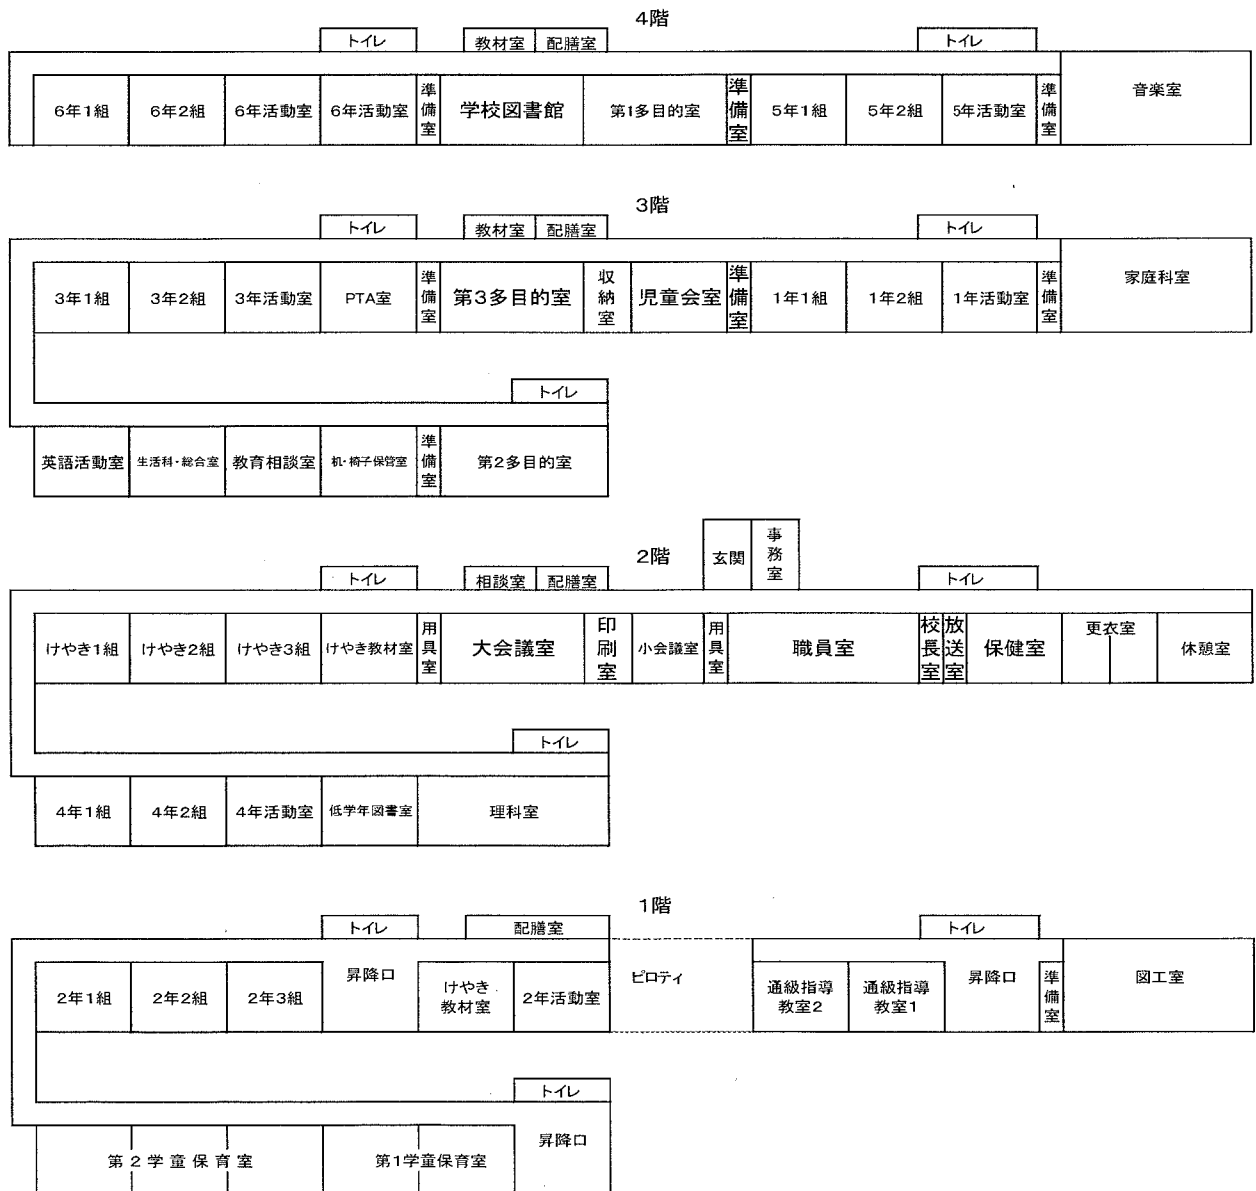 4階
トイレ 教材室 配膳室 トイレ
6年1組 6年2組 6年活動室 6年活動室 準備室 学校図書館 第1多目的室 準備室 5年1組 5年2組 5年活動室 準備室 音楽室
3階
トイレ 教材室 配膳室 トイレ
3年1組 3年2組 3年活動室 PTA室 準備室 第3多目的室 収納室 児童会室 準備室 1年1組 1年2組 1年活動室 準備室 家庭科室
トイレ
英語活動室 生活科・総合室 教育相談室 机・椅子保管室 準備室 第2多目的室
2階
玄関 事務室
トイレ 相談室 配膳室 トイレ
けやき1組 けやき2組 けやき3組 けやき教材室 用具室 大会議室 印刷室 小会議室 用具室 職員室 校長室 放送室 保健室 更衣室 休憩室
トイレ
4年1組 4年2組 4年活動室 低学年図書室 理科室
1階
トイレ 配膳室 トイレ
2年1組 2年2組 2年3組 昇降口 けやき
教材室 2年活動室 ピロティ 通級指導
教室2 通級指導
教室1 昇降口 準備室 図工室
トイレ
第2学童保育室 第1学童保育室 昇降口